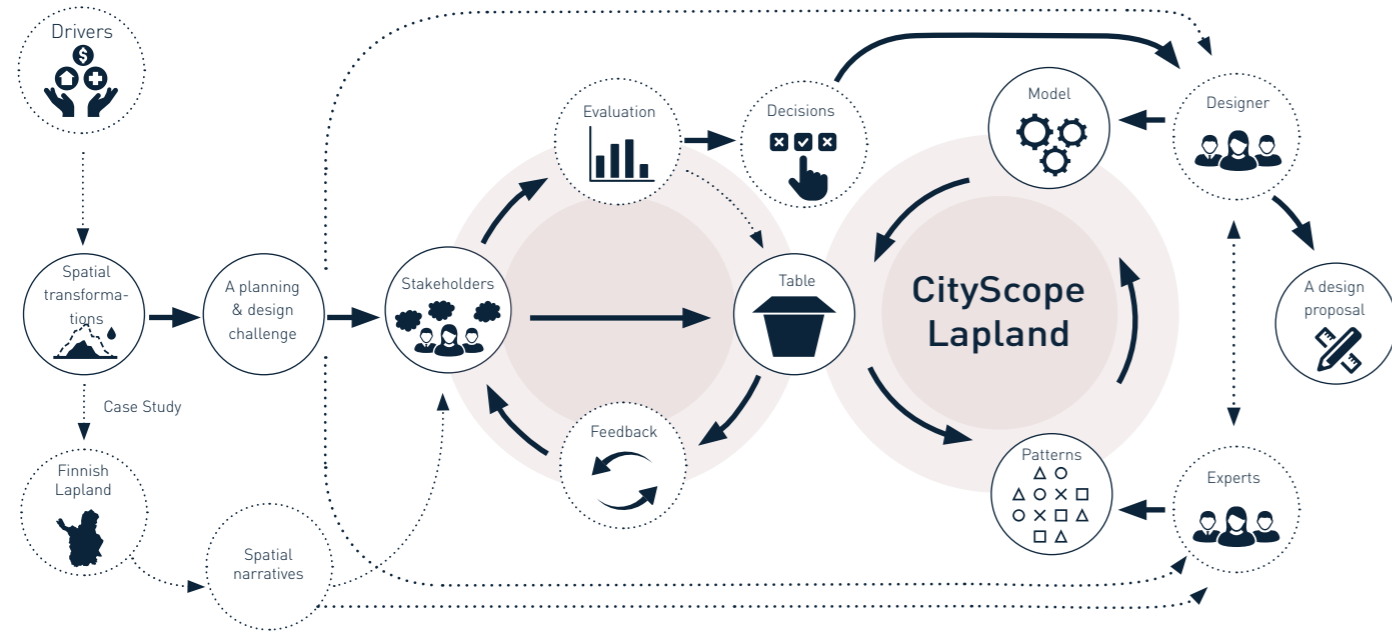 Drivers
$
Spatial
transforma-
tions
A planning
& design
challenge
Case Study
Finnish
Lapland
Spatial
narratives
Stakeholders
Evaluation
Decisions
Feedback
Table
CityScope
Lapland
Model
Patterns
Designer
Experts
A design
proposal